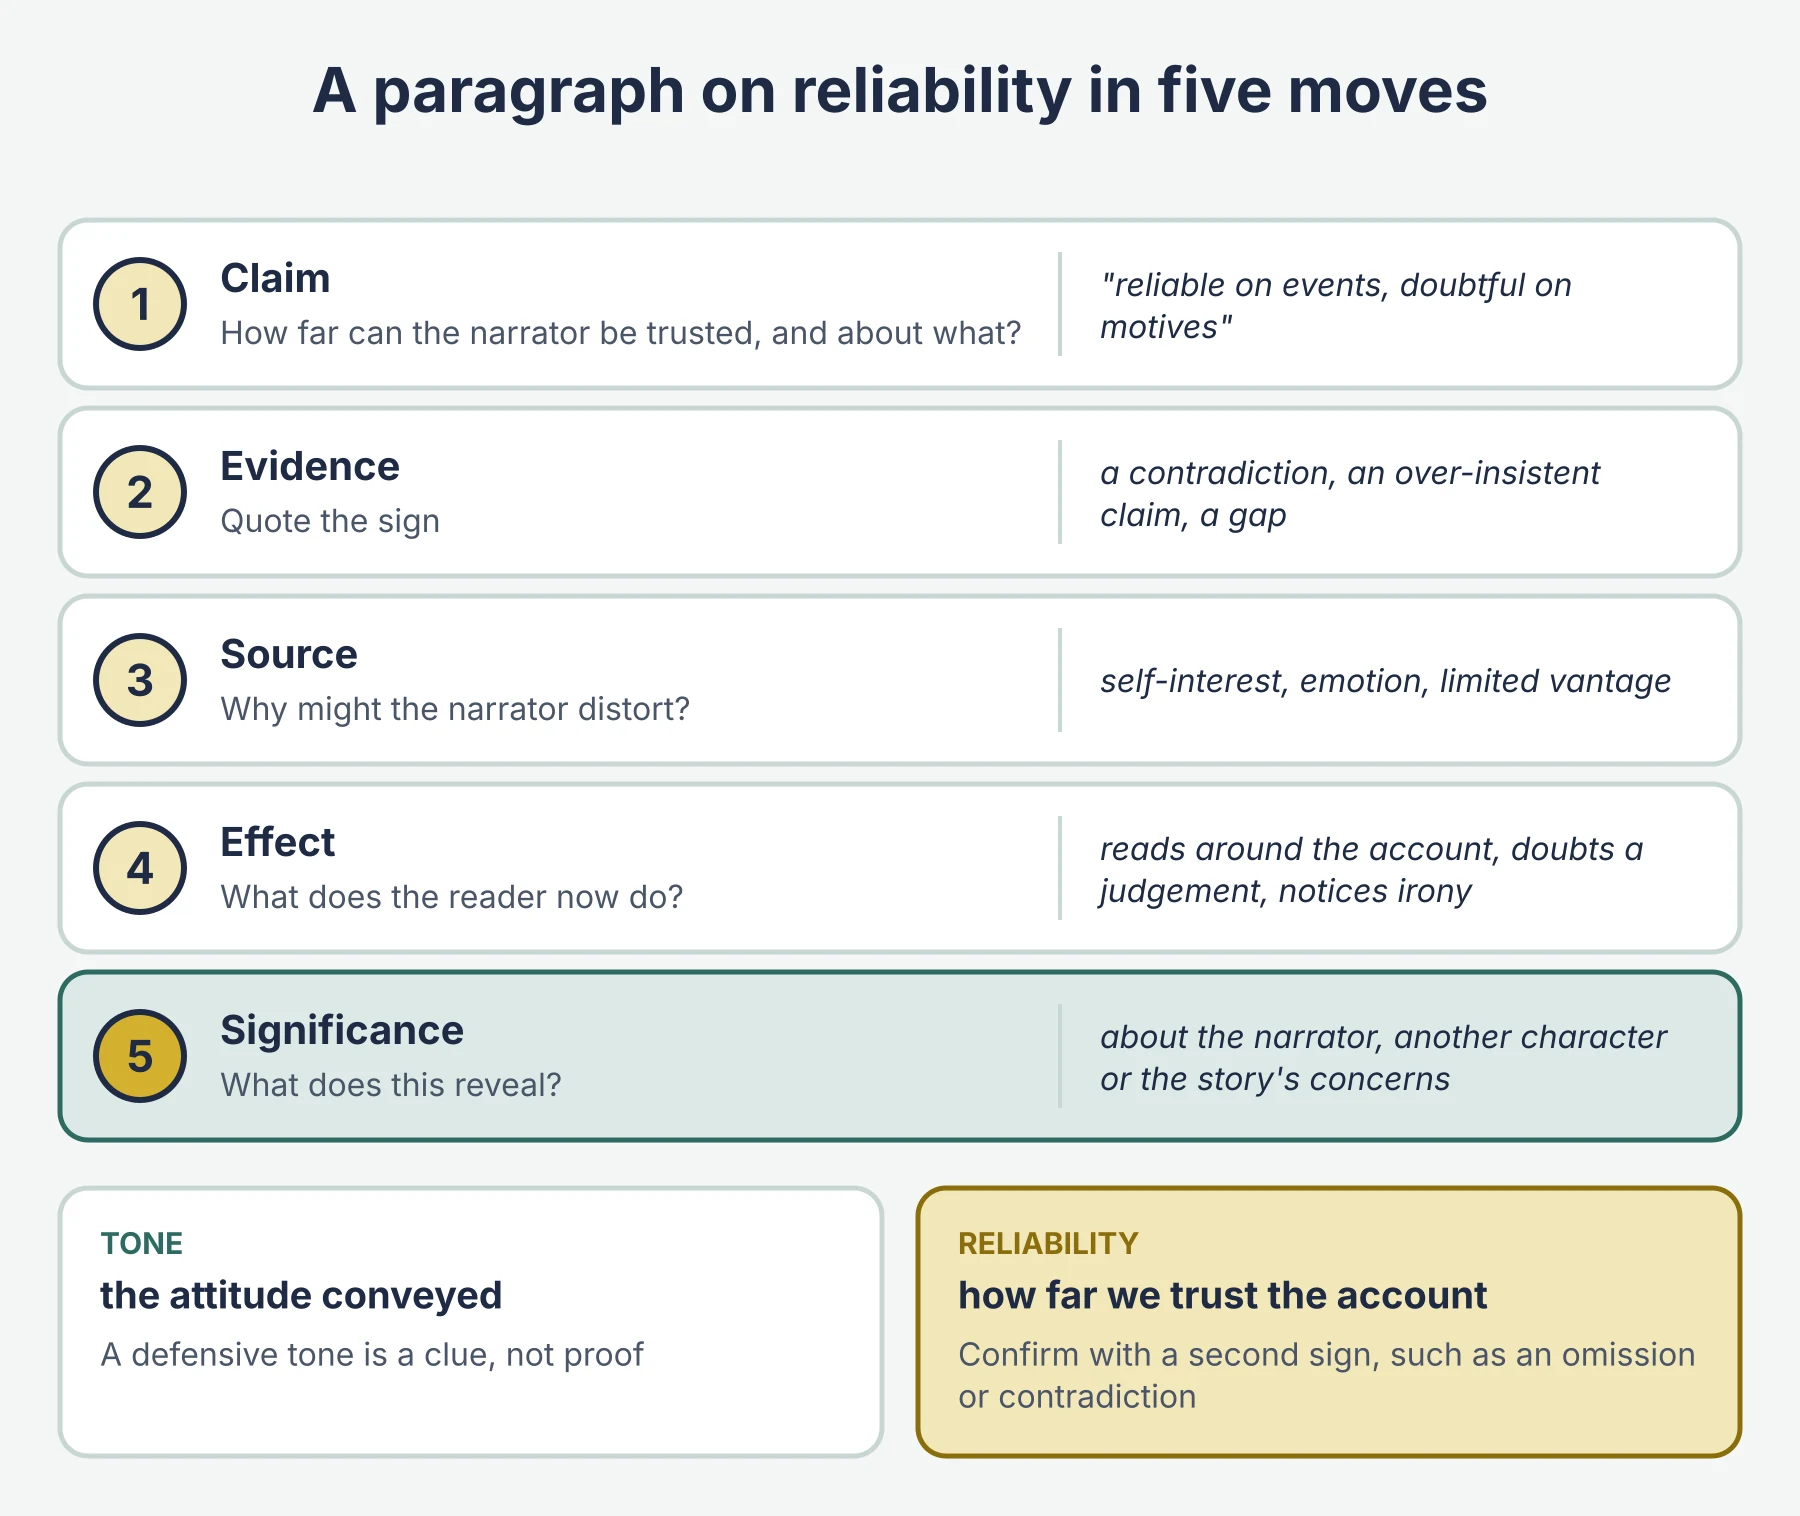 A paragraph on reliability in five moves
1
Claim
How far can the narrator be trusted, and about what?
"reliable on events, doubtful on
motives"
2
Evidence
Quote the sign
a contradiction, an over-insistent
claim, a gap
3
Source
Why might the narrator distort?
self-interest, emotion, limited vantage
4
Effect
What does the reader now do?
reads around the account, doubts a
judgement, notices irony
5
Significance
What does this reveal?
about the narrator, another character
or the story's concerns
TONE
the attitude conveyed
A defensive tone is a clue, not proof
RELIABILITY
how far we trust the account
Confirm with a second sign, such as an omission
or contradiction